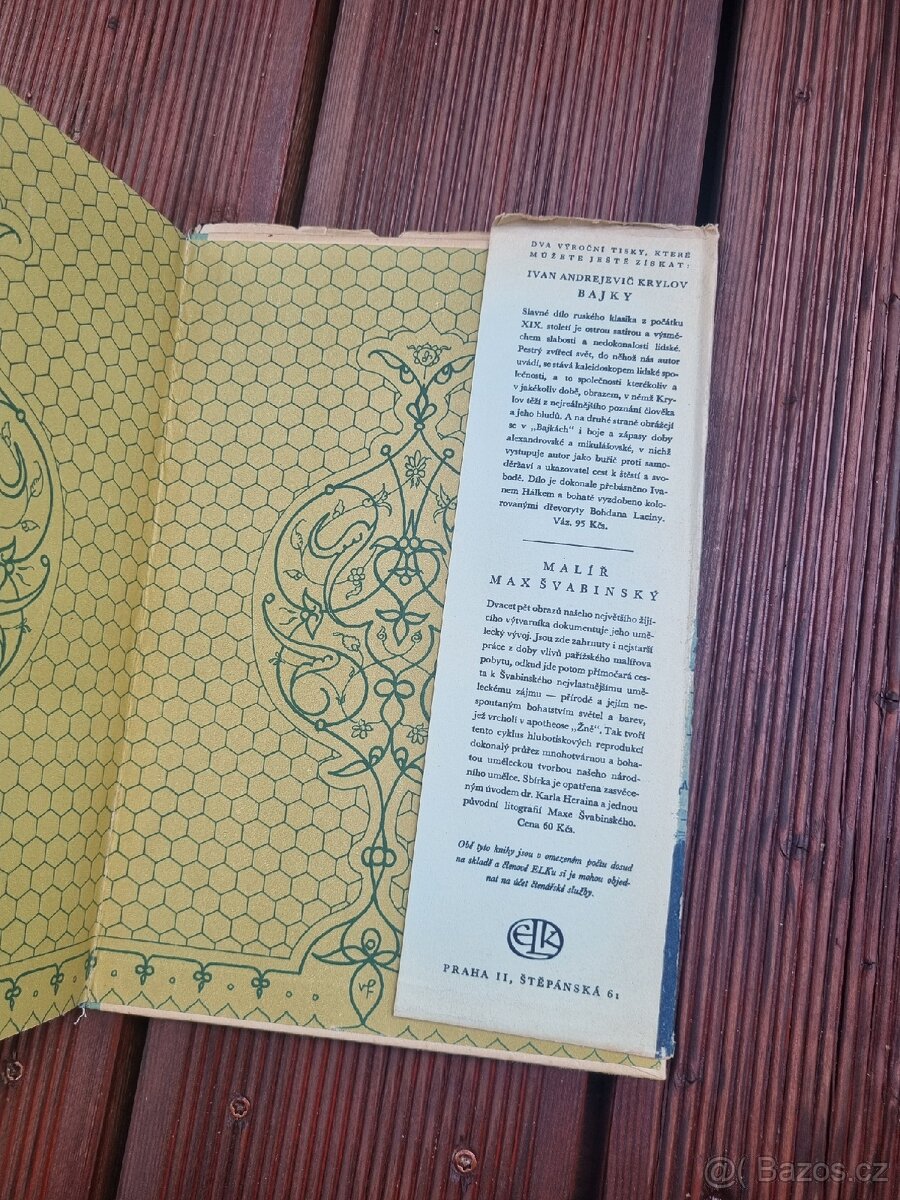 DVA VÝROČNÍ TISKY, KTERÉ
MŮŽETE JEŠTĚ ZÍSKAT:
IVAN ANDREJEVIČ KRYLOV
BAJKY
Slavné dílo ruského klasika z počátku
XIX. století je ostrou satirou a výsmě-
chem slabosti a nedokonalosti lidské.
Pestrý zvířecí svět, do něhož nás autor
uvádí, se stává kaleidoskopem lidské spo-
lečnosti, a to společnosti kterékoliv a
v jakékoliv době, obrazem, v němž Kry-
lov těží z nejreálnějšího poznání člověka
a jeho bludů. A na druhé straně obrážejí
se v „Bajkách“ i boje a zápasy doby
alexandrovské a mikulášovské, v nichž
vystupuje autor jako buřič proti samo-
děržaví a ukazovatel cest k štěstí a svo-
bodě. Dílo je dokonale přebásněno Iva-
nem Hálkem a bohatě vyzdobeno kolo-
rovanými dřevoryty Bohdana Laciny.
Váz. 95 Kčs.
MALÍŘ
MAX ŠVABINSKÝ
Dvacet pět obrazů našeho největšího žijí-
cího výtvarníka dokumentuje jeho umě-
lecký vývoj. Jsou zde zahrnuty i nejstarší
práce z doby vlivů pařížského malířova
pobytu, odkud jde potom přímočará ces-
ta k Švabinského nejvlastnějšímu umě-
leckému zájmu — přírodě a jejím ne-
spoutaným bohatstvím světel a barev,
jež vrcholí v apotheose „Žně“. Tak tvoří
tento cyklus hlubotiskových reprodukcí
dokonalý průřez mnohotvárnou a boha-
tou uměleckou tvorbou našeho národ-
ního umělce. Sbírka je opatřena zasvěce-
ným úvodem dr. Karla Heraina a jednou
původní litografií Maxe Švabinského.
Cena 60 Kčs.
Obě tyto knihy jsou v omezeném počtu dosud
na skladě a členové ELKu si je mohou objed-
nat na účet čtenářské služby.
ELK
PRAHA II, ŠTĚPÁNSKÁ 61
@ Bazos.cz